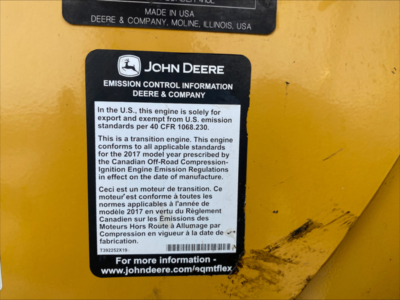 MADE IN USA
DEERE & COMPANY, MOLINE, ILLINOIS, USA
JOHN DEERE
EMISSION CONTROL INFORMATION
DEERE & COMPANY
In the U.S., this engine is solely for
export and exempt from U.S. emission
standards per 40 CFR 1068.230.
This is a transition engine. This engine
conforms to all applicable standards
for the 2017 model year prescribed by
the Canadian Off-Road Compression-
Ignition Engine Emission Regulations
in effect on the date of manufacture.
Ceci est un moteur de transition. Ce
moteur est conforme à toutes les
normes applicables à l'année de
modèle 2017 en vertu du Règlement
Canadien sur les Émissions des
Moteurs Hors Route à Allumage par
Compression en vigueur à la date de
fabrication.
For more information -
www.johndeere.com/eqmtflex